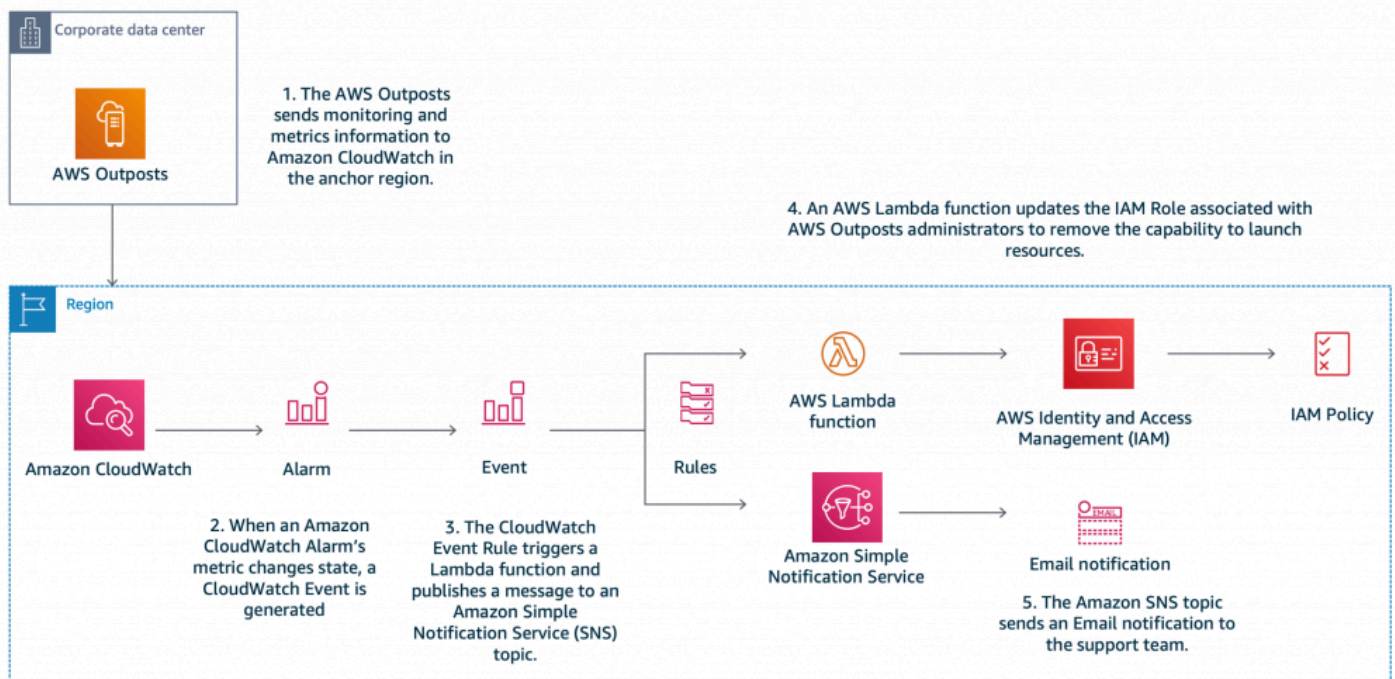 Corporate data center
AWS Outposts
1. The AWS Outposts
sends monitoring and
metrics information to
Amazon CloudWatch in
the anchor region.
4. An AWS Lambda function updates the IAM Role associated with
AWS Outposts administrators to remove the capability to launch
resources.
Region
Amazon CloudWatch
Alarm
Event
Rules
AWS Lambda
function
AWS Identity and Access
Management (IAM)
IAM Policy
2. When an Amazon
CloudWatch Alarm's
metric changes state, a
CloudWatch Event is
generated
3. The CloudWatch
Event Rule triggers a
Lambda function and
publishes a message to an
Amazon Simple
Notification Service (SNS)
topic.
Amazon Simple
Notification Service
EMAIL
Email notification
5. The Amazon SNS topic
sends an Email notification to
the support team.